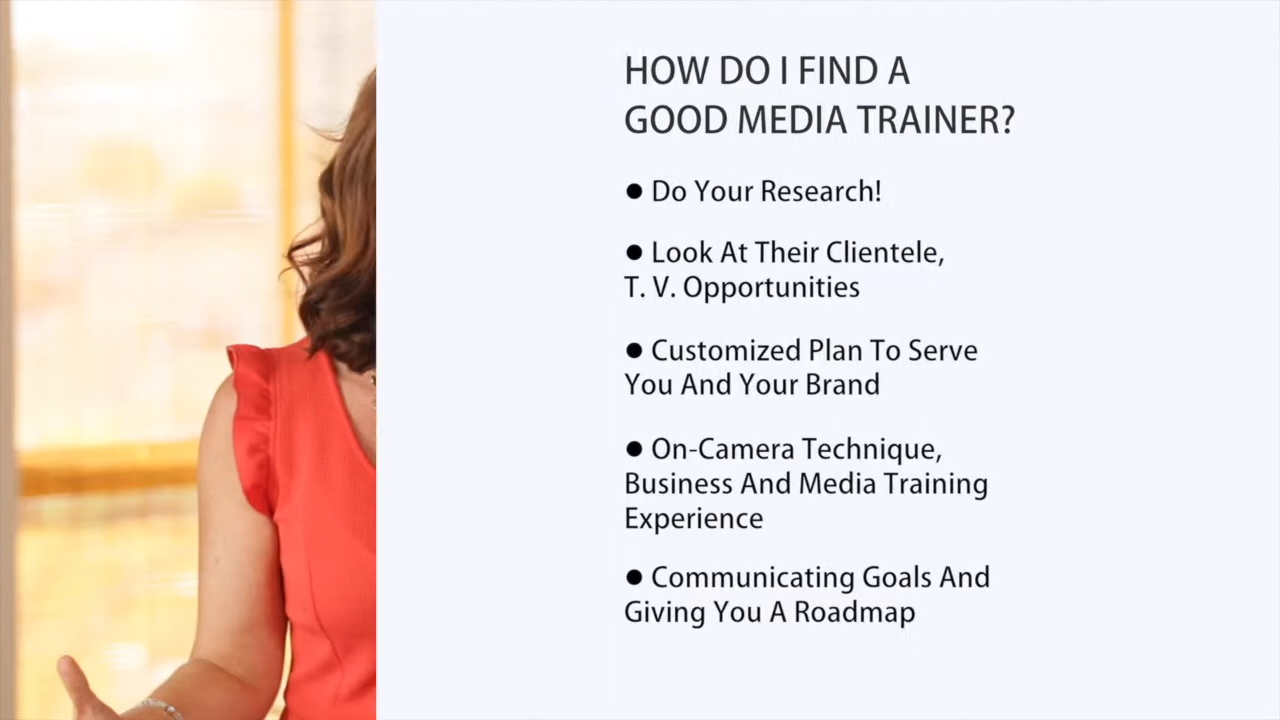 HOW DO I FIND A
GOOD MEDIA TRAINER?
● Do Your Research!
● Look At Their Clientele,
T. V. Opportunities
● Customized Plan To Serve
You And Your Brand
● On-Camera Technique,
Business And Media Training
Experience
● Communicating Goals And
Giving You A Roadmap